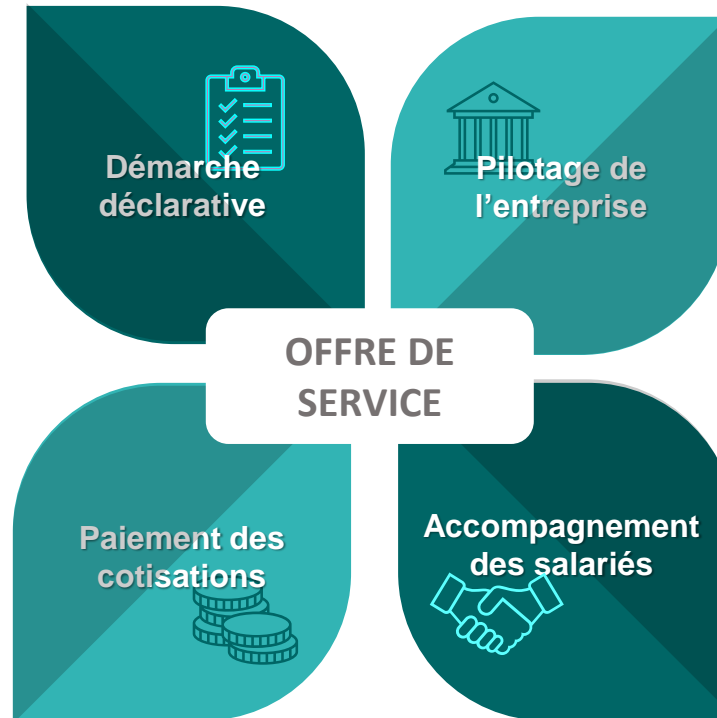 Démarche
déclarative
Pilotage de
l’entreprise
OFFRE DE
SERVICE
Paiement des
cotisations
Accompagnement
des salariés